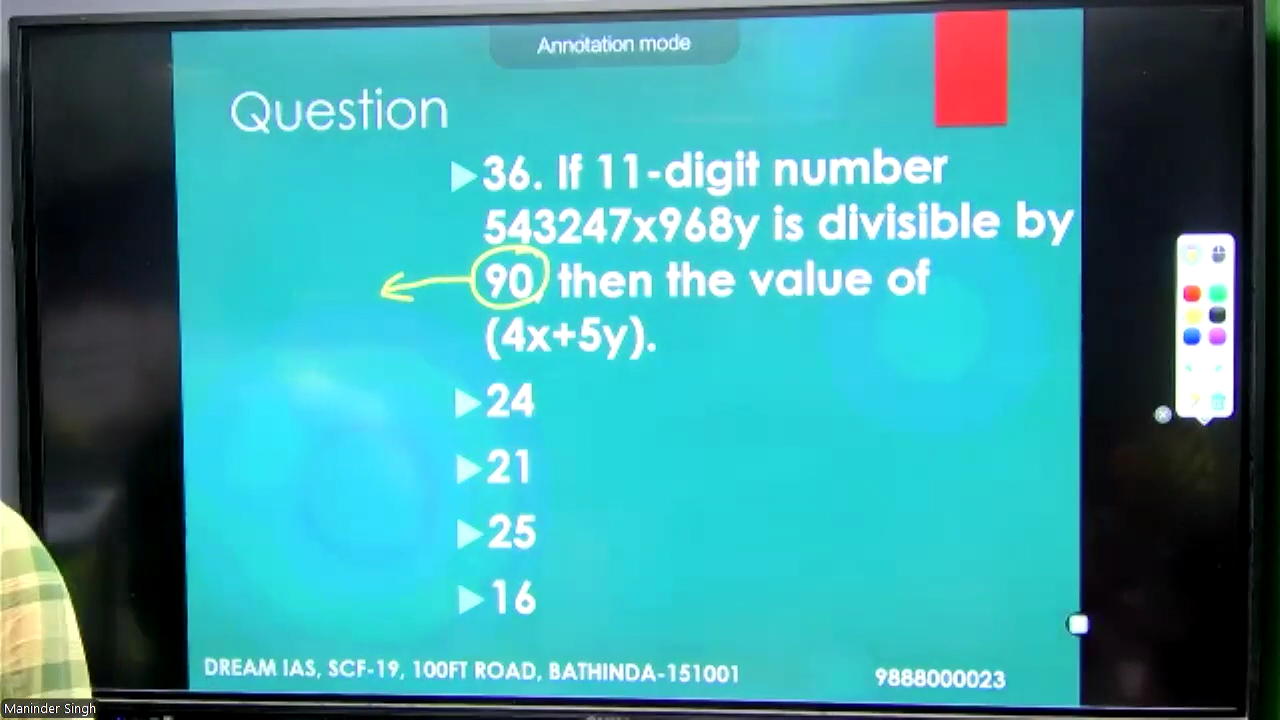 Annotation mode
Question
36. If 11-digit number
543247x968y is divisible by
90, then the value of
(4x+5y).
24
21
25
16
DREAM IAS, SCF-19, 100FT ROAD, BATHINDA-151001
9888000023
Maninder Singh